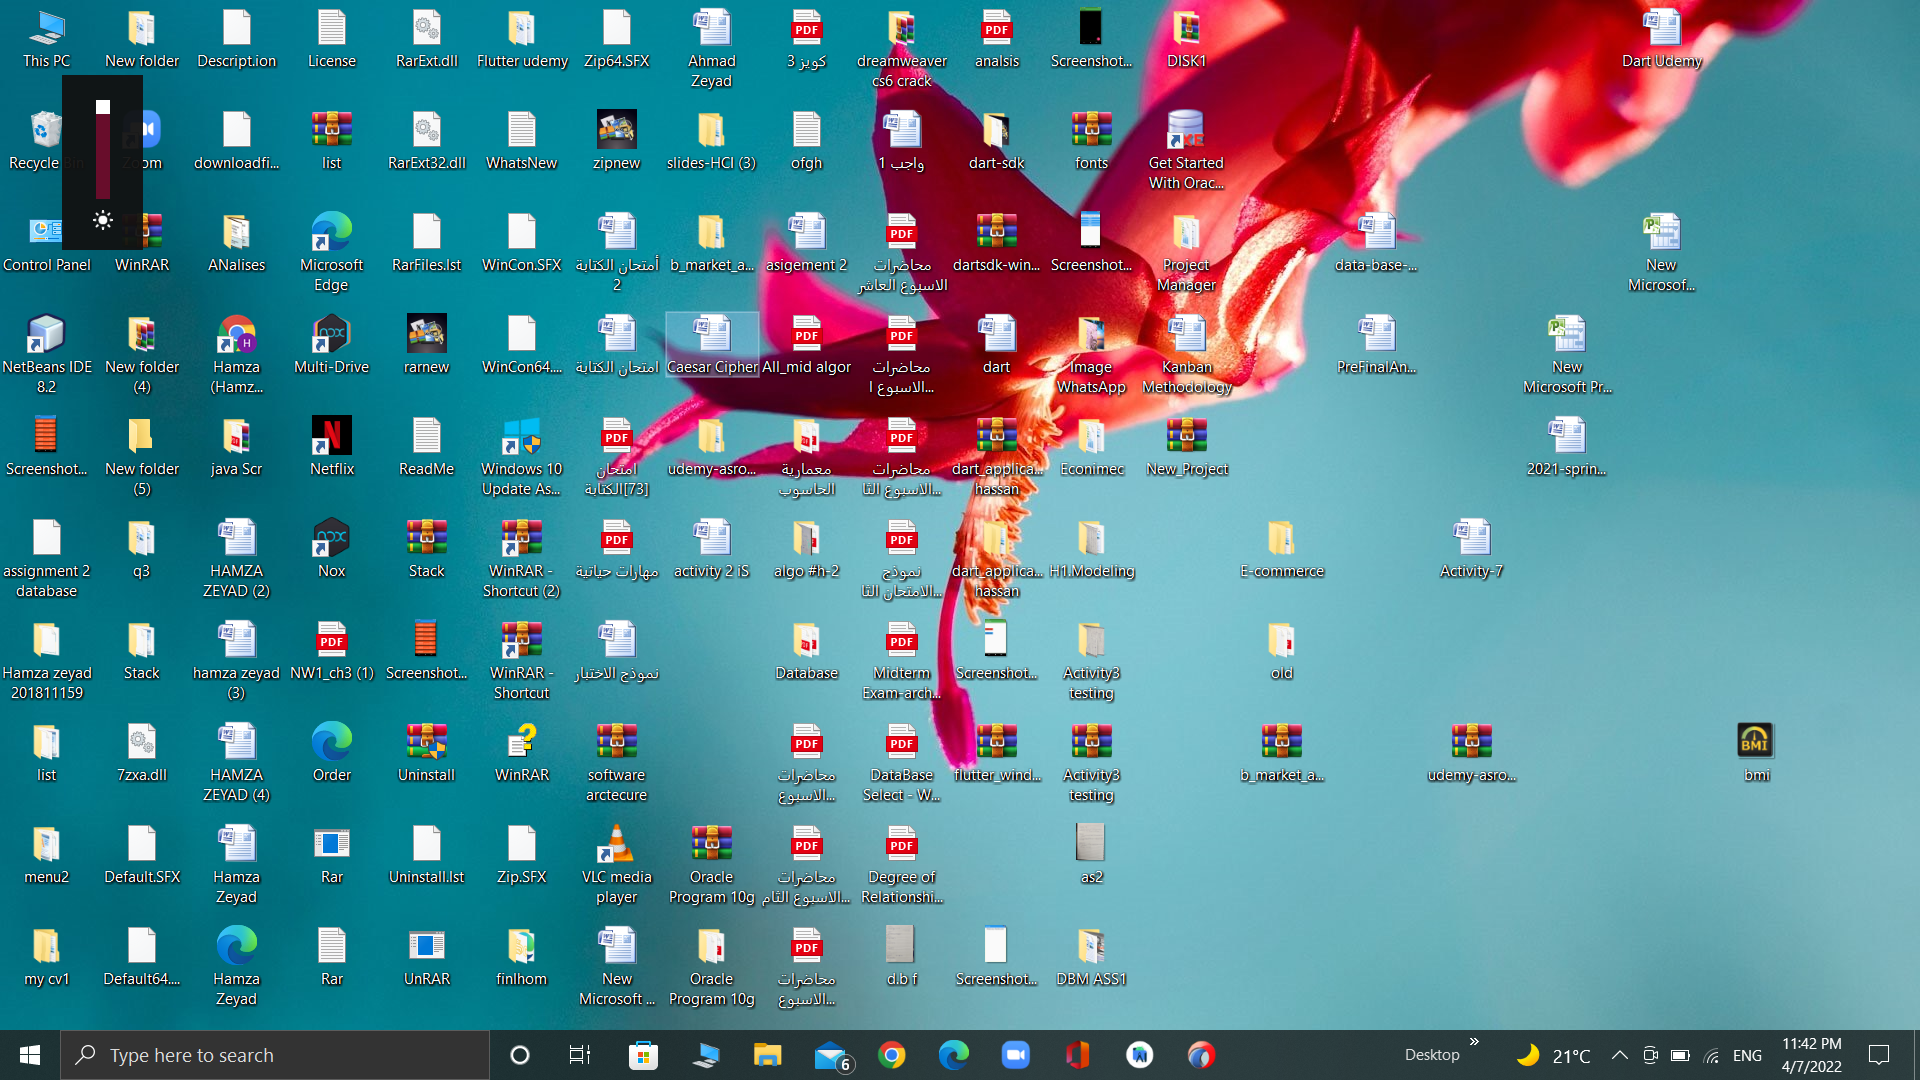 This PC
New folder
Descript.ion
License
RarExt.dll
Flutter udemy
Zip64.SFX
Ahmad
Zeyad
كويز 3
dreamweaver
cs6 crack
analsis
Screenshot...
DISK1
Dart Udemy
Recycle
Zoom
downloadfi...
list
RarExt32.dll
WhatsNew
zipnew
slides-HCI (3)
ofgh
واجب 1
dart-sdk
fonts
Get Started
With Orac...
Control Panel
WinRAR
ANalises
Microsoft
Edge
RarFiles.lst
WinCon.SFX
أمتحان الكتابة
2
b_market_a...
asigement 2
محاضرات
الاسبوع العاشر
dartsdk-win...
Screenshot...
Project
Manager
data-base-...
New
Microsof...
NetBeans IDE
8.2
New folder
(4)
Hamza
(Hamz...
Multi-Drive
rarnew
WinCon64....
امتحان الكتابة
Caesar Cipher
All_mid algor
محاضرات
الاسبوع ا...
dart
Image
WhatsApp
Kanban
Methodology
PreFinalAn...
New
Microsoft Pr...
Screenshot...
New folder
(5)
java Scr
Netflix
ReadMe
Windows 10
Update As...
امتحان
الكتابة[73]
udemy-asro...
معمارية
الحاسوب
محاضرات
الاسبوع الثا...
dart_applica...
hassan
Econimec
New_Project
2021-sprin...
assignment 2
database
q3
HAMZA
ZEYAD (2)
Nox
Stack
WinRAR -
Shortcut (2)
مهارات حياتية
activity 2 iS
algo #h-2
نموذج
الامتحان الثا...
dart_applica...
hassan
H1.Modeling
E-commerce
Activity-7
Hamza zeyad
201811159
Stack
hamza zeyad
(3)
NW1_ch3 (1)
Screenshot...
WinRAR -
Shortcut
نموذج الاختبار
Database
Midterm
Exam-arch...
Screenshot...
Activity3
testing
old
list
7zxa.dll
HAMZA
ZEYAD (4)
Order
Uninstall
WinRAR
software
arctecure
محاضرات
الاسبوع...
DataBase
Select - W...
flutter_wind...
Activity3
testing
b_market_a...
udemy-asro...
BMI
bmi
menu2
Default.SFX
Hamza
Zeyad
Rar
Uninstall.lst
Zip.SFX
VLC media
player
Oracle
Program 10g
محاضرات
الاسبوع الثام...
Degree of
Relationshi...
as2
my cv1
Default64....
Hamza
Zeyad
Rar
UnRAR
finlhom
New
Microsoft ...
Oracle
Program 10g
محاضرات
الاسبوع...
d.b f
Screenshot...
DBM ASS1
Type here to search
6
Desktop
21°C
ENG
11:42 PM
4/7/2022